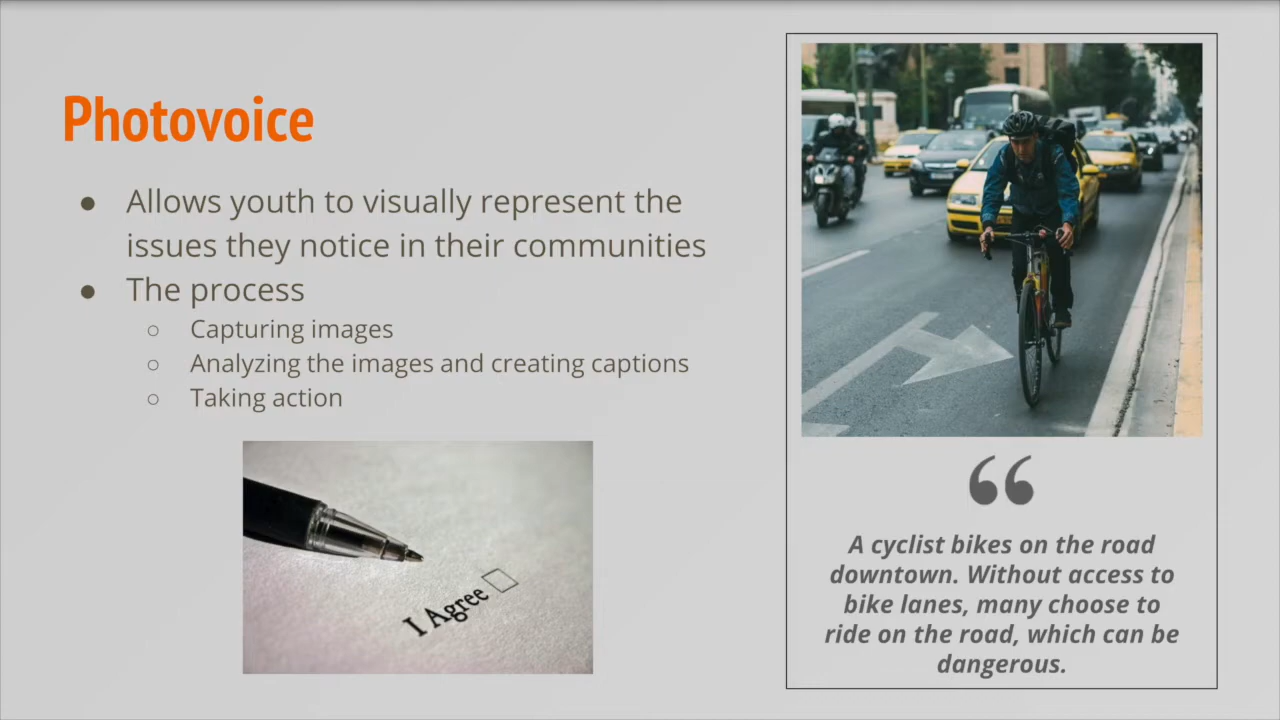 Photovoice
● Allows youth to visually represent the
issues they notice in their communities
● The process
○ Capturing images
○ Analyzing the images and creating captions
○ Taking action
I Agree
“
A cyclist bikes on the road
downtown. Without access to
bike lanes, many choose to
ride on the road, which can be
dangerous.